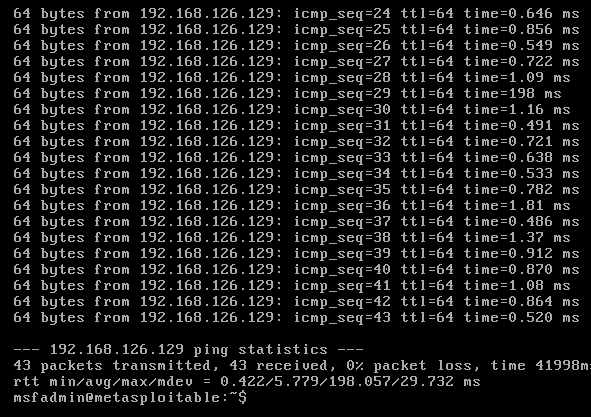 64 bytes from 192.168.126.129: icmp_seq=24 ttl=64 time=0.646 ms
64 bytes from 192.168.126.129: icmp_seq=25 ttl=64 time=0.856 ms
64 bytes from 192.168.126.129: icmp_seq=26 ttl=64 time=0.549 ms
64 bytes from 192.168.126.129: icmp_seq=27 ttl=64 time=0.722 ms
64 bytes from 192.168.126.129: icmp_seq=28 ttl=64 time=1.09 ms
64 bytes from 192.168.126.129: icmp_seq=29 ttl=64 time=198 ms
64 bytes from 192.168.126.129: icmp_seq=30 ttl=64 time=1.16 ms
64 bytes from 192.168.126.129: icmp_seq=31 ttl=64 time=0.491 ms
64 bytes from 192.168.126.129: icmp_seq=32 ttl=64 time=0.721 ms
64 bytes from 192.168.126.129: icmp_seq=33 ttl=64 time=0.638 ms
64 bytes from 192.168.126.129: icmp_seq=34 ttl=64 time=0.533 ms
64 bytes from 192.168.126.129: icmp_seq=35 ttl=64 time=0.782 ms
64 bytes from 192.168.126.129: icmp_seq=36 ttl=64 time=1.81 ms
64 bytes from 192.168.126.129: icmp_seq=37 ttl=64 time=0.486 ms
64 bytes from 192.168.126.129: icmp_seq=38 ttl=64 time=1.37 ms
64 bytes from 192.168.126.129: icmp_seq=39 ttl=64 time=0.912 ms
64 bytes from 192.168.126.129: icmp_seq=40 ttl=64 time=0.870 ms
64 bytes from 192.168.126.129: icmp_seq=41 ttl=64 time=1.08 ms
64 bytes from 192.168.126.129: icmp_seq=42 ttl=64 time=0.864 ms
64 bytes from 192.168.126.129: icmp_seq=43 ttl=64 time=0.520 ms
--- 192.168.126.129 ping statistics ---
43 packets transmitted, 43 received, 0% packet loss, time 41998ms
rtt min/avg/max/mdev = 0.422/5.779/198.057/29.732 ms
msfadmin@metasploitable:~$